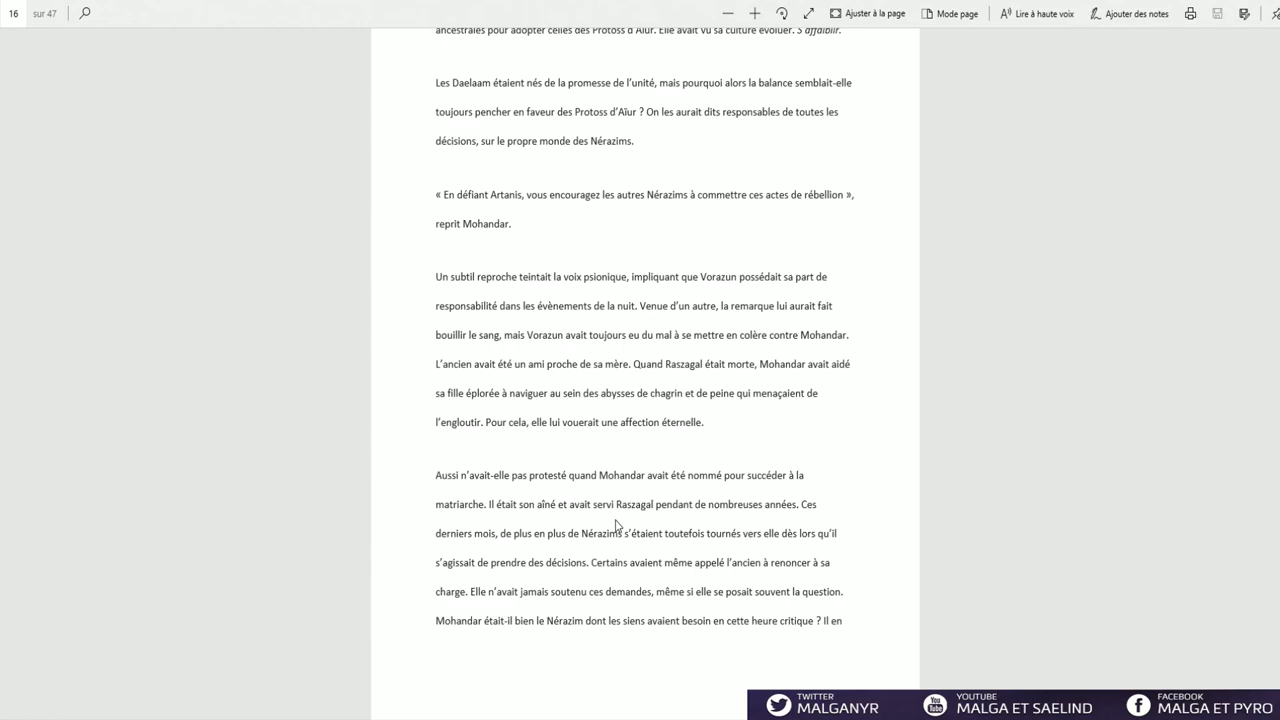 16 sur 47 Ajuster à la page Mode page Lire à haute voix Ajouter des notes
ancestrales pour adopter celles des Protoss d'Aïur. Elle avait vu sa culture évoluer. S'affaiblir.
Les Daelaam étaient nés de la promesse de l'unité, mais pourquoi alors la balance semblait-elle
toujours pencher en faveur des Protoss d'Aïur ? On les aurait dits responsables de toutes les
décisions, sur le propre monde des Nérazims.
« En défiant Artanis, vous encouragez les autres Nérazims à commettre ces actes de rébellion »,
reprit Mohandar.
Un subtil reproche teintait la voix psionique, impliquant que Vorazun possédait sa part de
responsabilité dans les évènements de la nuit. Venue d'un autre, la remarque lui aurait fait
bouillir le sang, mais Vorazun avait toujours eu du mal à se mettre en colère contre Mohandar.
L'ancien avait été un ami proche de sa mère. Quand Raszagal était morte, Mohandar avait aidé
sa fille éplorée à naviguer au sein des abysses de chagrin et de peine qui menaçaient de
l'engloutir. Pour cela, elle lui vouerait une affection éternelle.
Aussi n'avait-elle pas protesté quand Mohandar avait été nommé pour succéder à la
matriarche. Il était son aîné et avait servi Raszagal pendant de nombreuses années. Ces
derniers mois, de plus en plus de Nérazims s'étaient toutefois tournés vers elle dès lors qu'il
s'agissait de prendre des décisions. Certains avaient même appelé l'ancien à renoncer à sa
charge. Elle n'avait jamais soutenu ces demandes, même si elle se posait souvent la question.
Mohandar était-il bien le Nérazim dont les siens avaient besoin en cette heure critique ? Il en
TWITTER YOUTUBE FACEBOOK
MALGANYR MALGA ET SAELIND MALGA ET PYRO